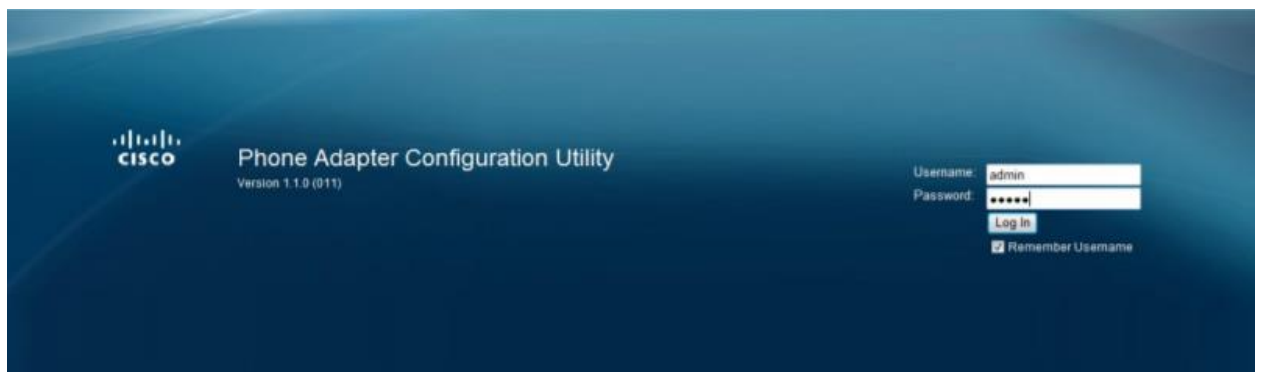 CISCO
Phone Adapter Configuration Utility
Version 1.1.0 (011)
Username: admin
Password: •••••
Log In
Remember Username